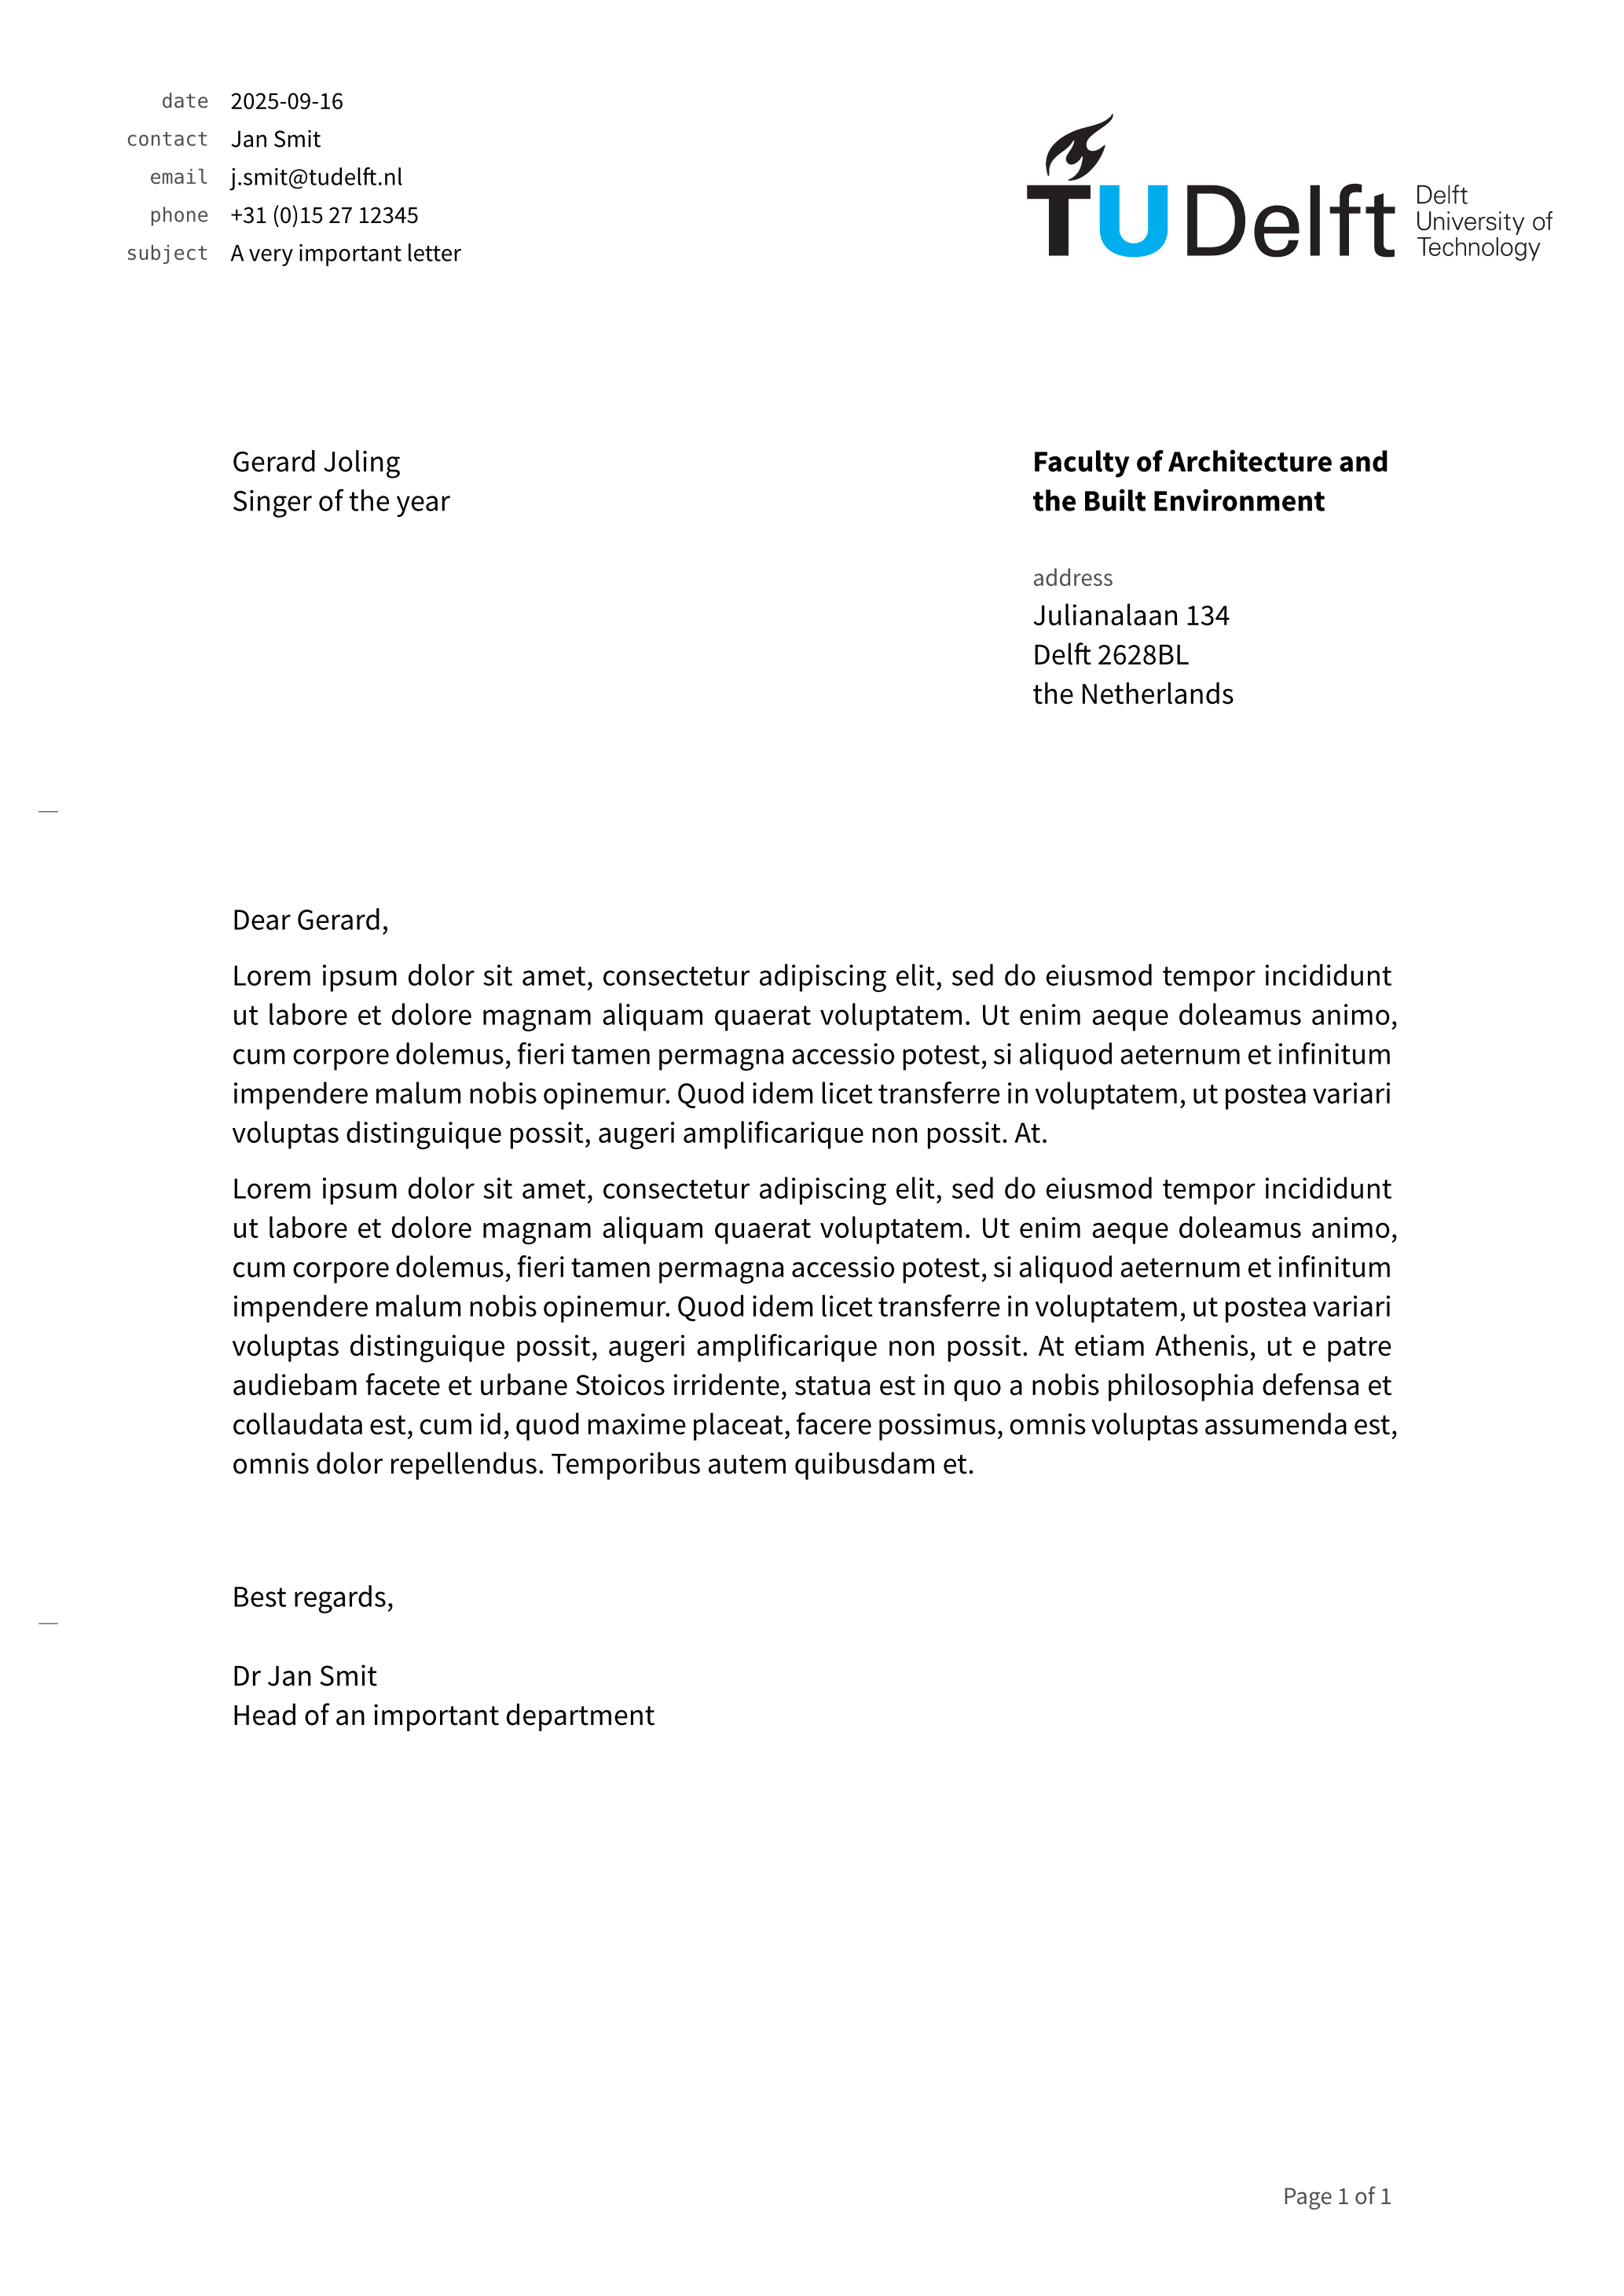 date 2025-09-16
contact Jan Smit
email j.smit@tudelft.nl
phone +31 (0)15 27 12345
subject A very important letter
TU Delft
Delft
University of
Technology
Gerard Joling
Singer of the year
Faculty of Architecture and
the Built Environment
address
Julianalaan 134
Delft 2628BL
the Netherlands
Dear Gerard,
Lorem ipsum dolor sit amet, consectetur adipiscing elit, sed do eiusmod tempor incididunt
ut labore et dolore magnam aliquam quaerat voluptatem. Ut enim aeque doleamus animo,
cum corpore dolemus, fieri tamen permagna accessio potest, si aliquod aeternum et infinitum
impendere malum nobis opinemur. Quod idem licet transferre in voluptatem, ut postea variari
voluptas distinguique possit, augeri amplificarique non possit. At.
Lorem ipsum dolor sit amet, consectetur adipiscing elit, sed do eiusmod tempor incididunt
ut labore et dolore magnam aliquam quaerat voluptatem. Ut enim aeque doleamus animo,
cum corpore dolemus, fieri tamen permagna accessio potest, si aliquod aeternum et infinitum
impendere malum nobis opinemur. Quod idem licet transferre in voluptatem, ut postea variari
voluptas distinguique possit, augeri amplificarique non possit. At etiam Athenis, ut e patre
audiebam facete et urbane Stoicos irridente, statua est in quo a nobis philosophia defensa et
collaudata est, cum id, quod maxime placeat, facere possimus, omnis voluptas assumenda est,
omnis dolor repellendus. Temporibus autem quibusdam et.
Best regards,
Dr Jan Smit
Head of an important department
Page 1 of 1